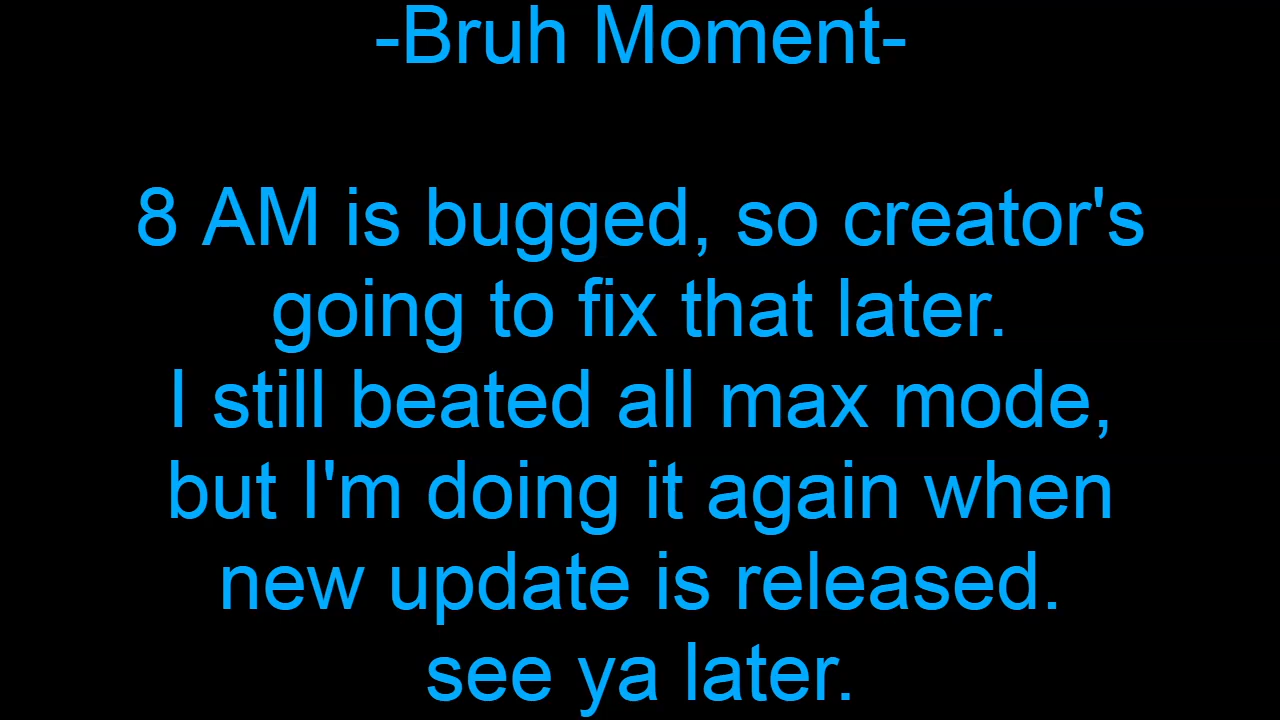 -Bruh Moment-
8 AM is bugged, so creator's
going to fix that later.
I still beated all max mode,
but I'm doing it again when
new update is released.
see ya later.